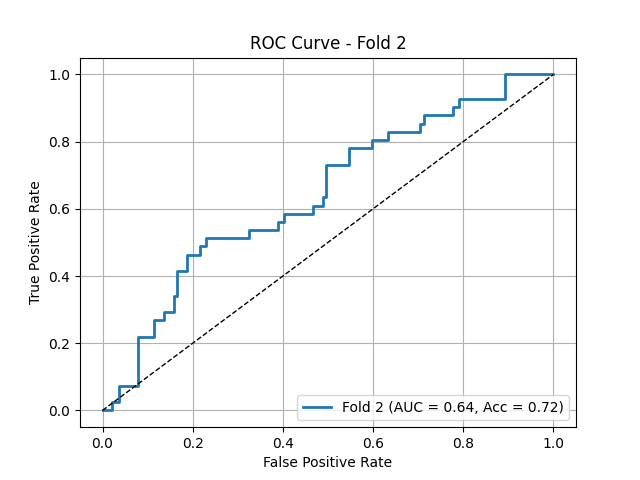 ROC Curve - Fold 2
1.0
0.8
0.6
0.4
0.2
0.0
True Positive Rate
Fold 2 (AUC = 0.64, Acc = 0.72)
0.0 0.2 0.4 0.6 0.8 1.0
False Positive Rate